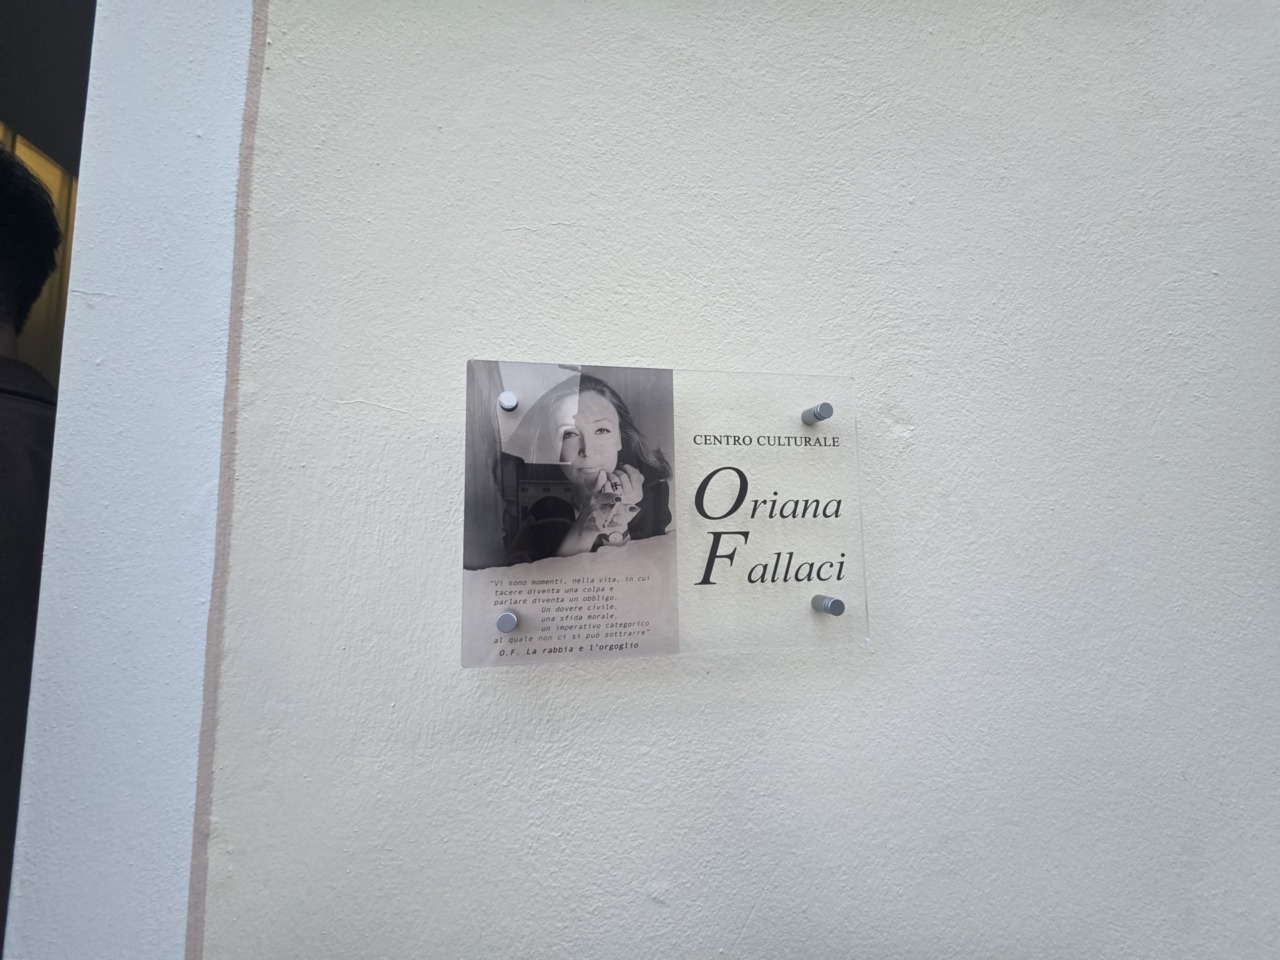 "Vi sono momenti, nella vita, in cui
tacere diventa una colpa e
parlare diventa un obbligo.
Un dovere civile,
una sfida morale,
un imperativo categorico
al quale non ci si può sottrarre"
O.F. La rabbia e l'orgoglio
CENTRO CULTURALE
Oriana
Fallaci